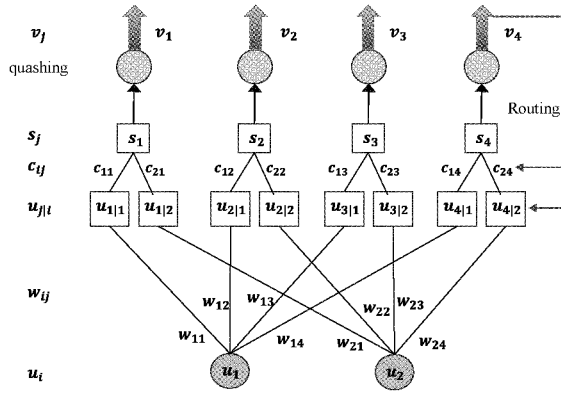 v_j v_1 v_2 v_3 v_4
quashing
Routing
s_j s_1 s_2 s_3 s_4
c_ij c_11 c_21 c_12 c_22 c_13 c_23 c_14 c_24
u_j|i u_1|1 u_1|2 u_2|1 u_2|2 u_3|1 u_3|2 u_4|1 u_4|2
w_ij w_12 w_13 w_22 w_23
w_11 w_14 w_21 w_24
u_i u_1 u_2